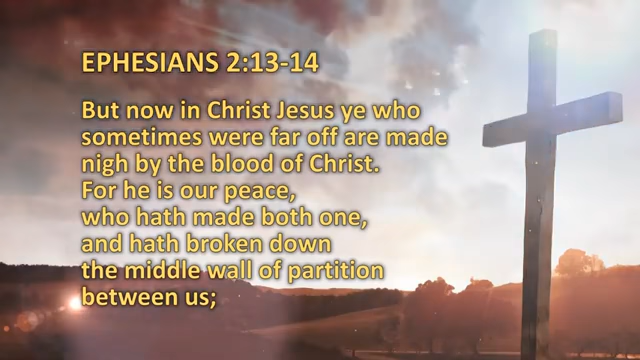 EPHESIANS 2:13-14
But now in Christ Jesus ye who
sometimes were far off are made
nigh by the blood of Christ.
For he is our peace,
who hath made both one,
and hath broken down
the middle wall of partition
between us;